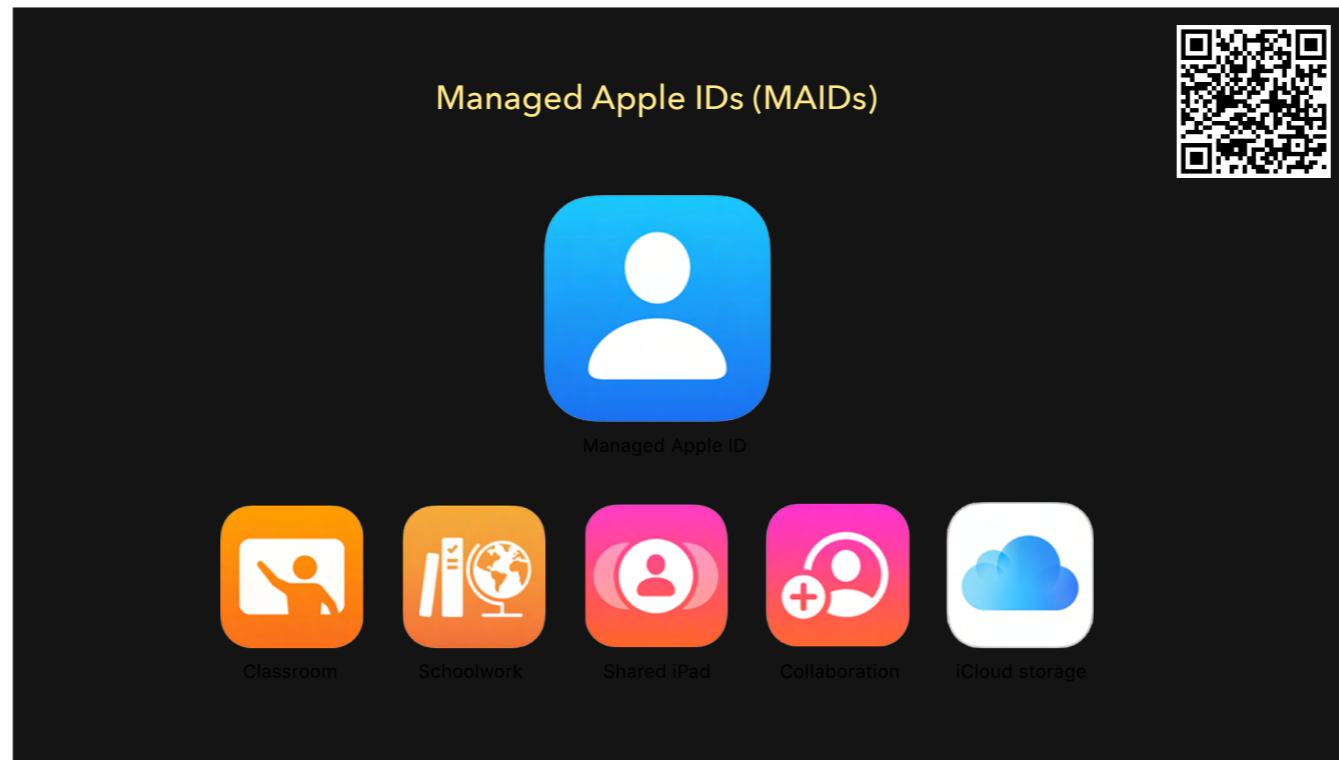 Managed Apple IDs (MAIDs)
Managed Apple ID
Classroom
Schoolwork
Shared iPad
Collaboration
iCloud storage